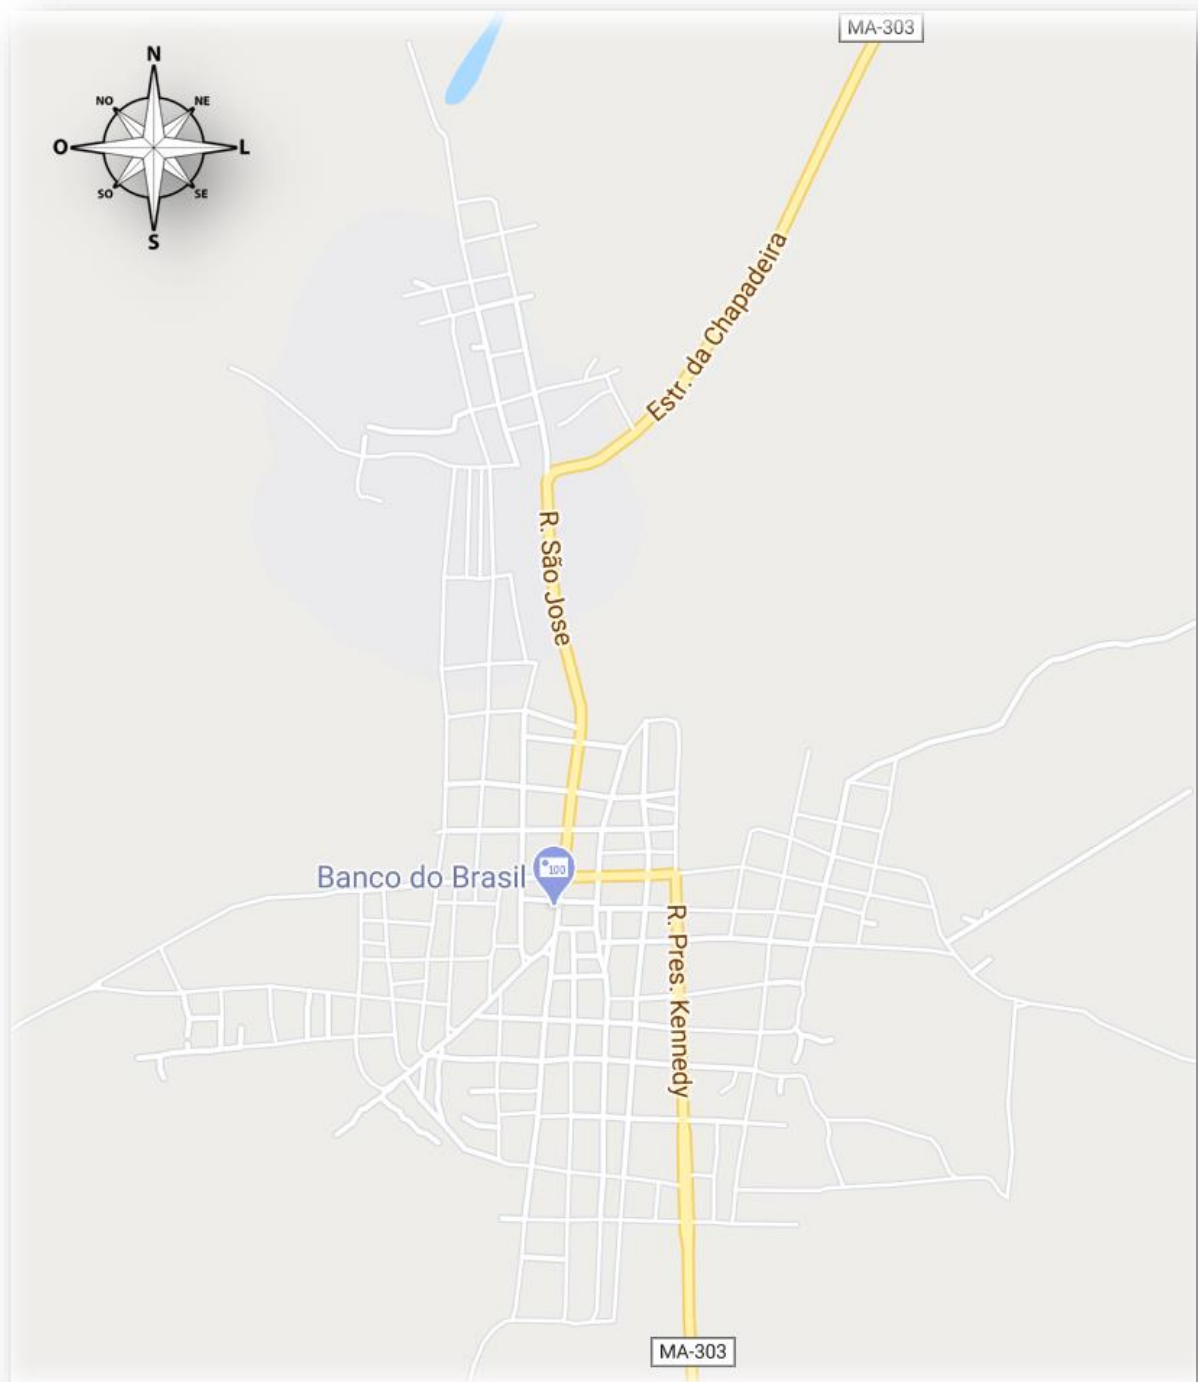 MA-303
N
NO
NE
O
L
SO
SE
S
Estr. da Chapadeira
R. São Jose
Banco do Brasil
100
R. Pres. Kennedy
MA-303